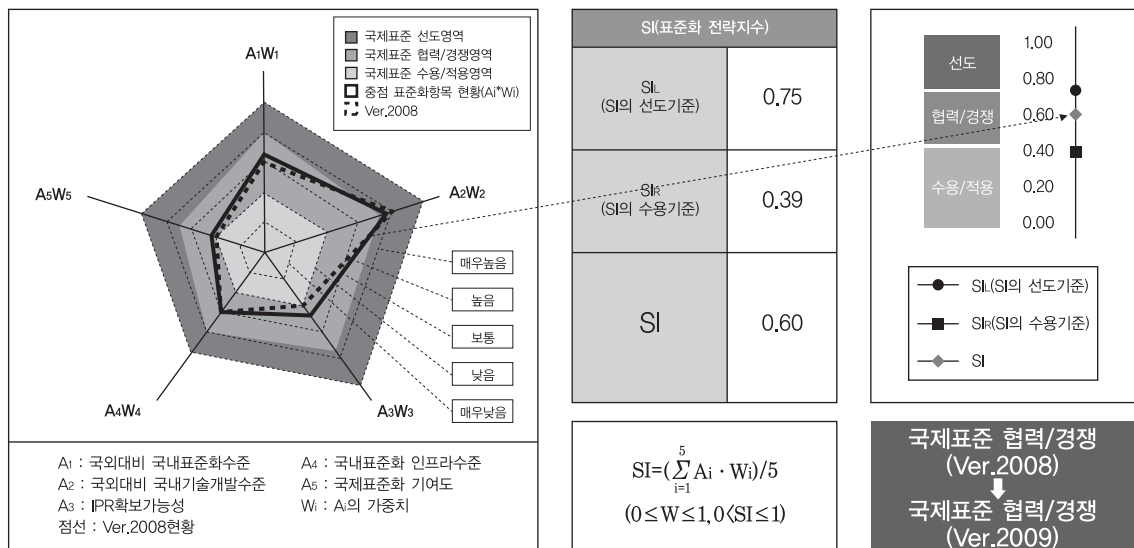 국제표준 선도영역
국제표준 협력/경쟁영역
국제표준 수용/적용영역
중점 표준화항목 현황(Ai*Wi)
Ver.2008
A1W1
A2W2
A5W5
A4W4
A3W3
매우높음
높음
보통
낮음
매우낮음
A1 : 국외대비 국내표준화수준
A2 : 국외대비 국내기술개발수준
A3 : IPR확보가능성
점선 : Ver.2008현황
A4 : 국내표준화 인프라수준
A5 : 국제표준화 기여도
Wi : Ai의 가중치
SI(표준화 전략지수)
SIL
(SI의 선도기준)
0.75
SIR
(SI의 수용기준)
0.39
SI
0.60
SI=(∑Ai · Wi)/5
5
i=1
(0≤W≤1, 0<SI≤1)
선도
협력/경쟁
수용/적용
1.00
0.80
0.60
0.40
0.20
0.00
SIL(SI의 선도기준)
SIR(SI의 수용기준)
SI
국제표준 협력/경쟁
(Ver.2008)
국제표준 협력/경쟁
(Ver.2009)